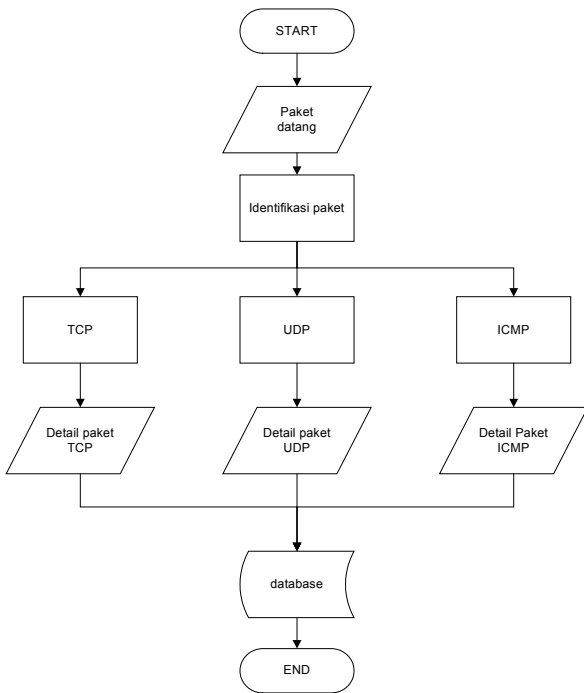 START
Paket
datang
Identifikasi paket
TCP
UDP
ICMP
Detail paket
TCP
Detail paket
UDP
Detail Paket
ICMP
database
END